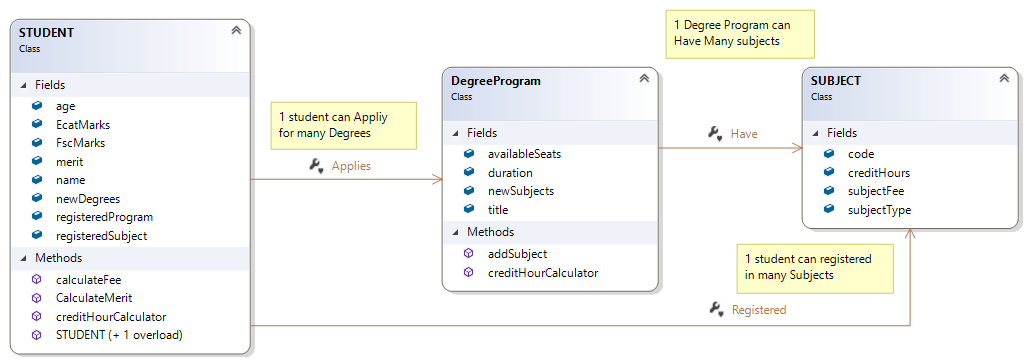 STUDENT
Class
Fields
age
EcatMarks
FscMarks
merit
name
newDegrees
registeredProgram
registeredSubject
Methods
calculateFee
CalculateMerit
creditHourCalculator
STUDENT (+ 1 overload)
1 student can Appliy
for many Degrees
Applies
DegreeProgram
Class
Fields
availableSeats
duration
newSubjects
title
Methods
addSubject
creditHourCalculator
1 Degree Program can
Have Many subjects
Have
SUBJECT
Class
Fields
code
creditHours
subjectFee
subjectType
1 student can registered
in many Subjects
Registered